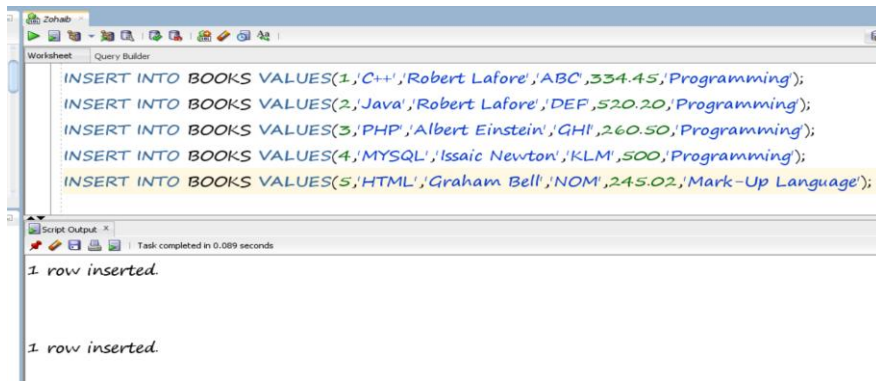 Zohaib
Worksheet Query Builder
INSERT INTO BOOKS VALUES(1,'C++','Robert Lafore','ABC',334.45,'Programming');
INSERT INTO BOOKS VALUES(2,'Java','Robert Lafore','DEF',520.20,'Programming');
INSERT INTO BOOKS VALUES(3,'PHP','Albert Einstein','GHI',260.50,'Programming');
INSERT INTO BOOKS VALUES(4,'MYSQL','Issaic Newton','KLM',500,'Programming');
INSERT INTO BOOKS VALUES(5,'HTML','Graham Bell','NOM',245.02,'Mark-Up Language');
Script Output
Task completed in 0.089 seconds
1 row inserted.
1 row inserted.